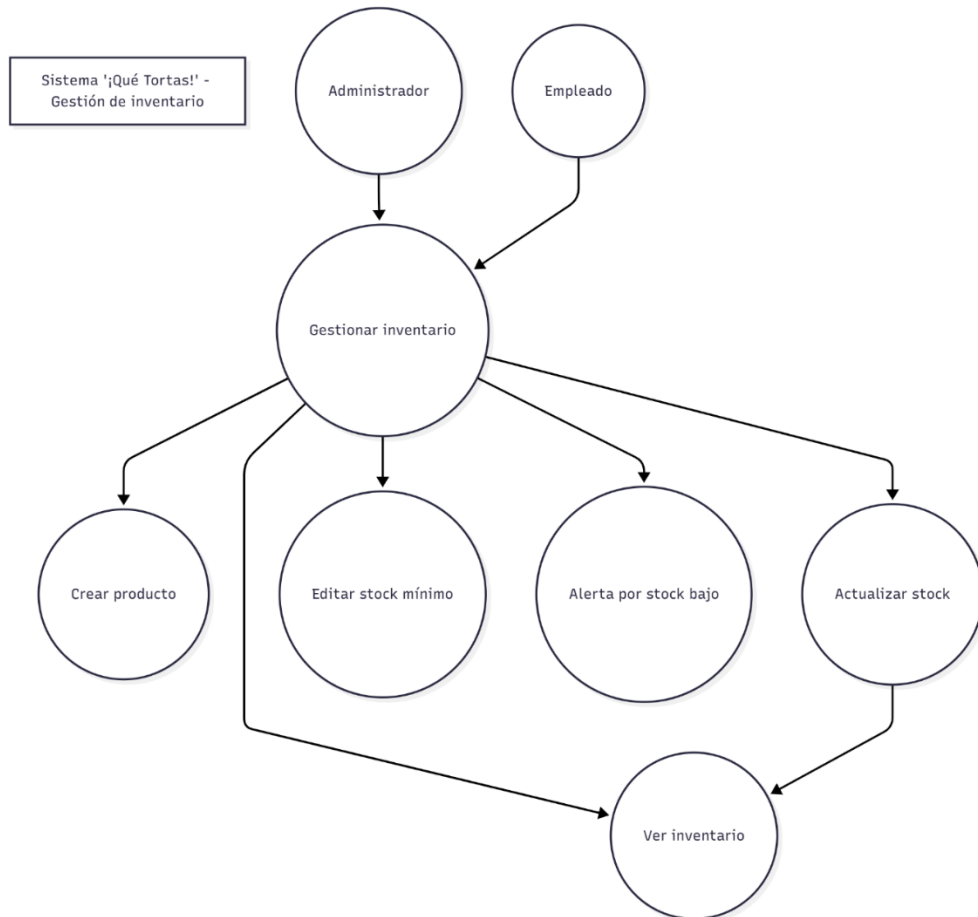 Sistema '¡Qué Tortas!' -
Gestión de inventario
Administrador
Empleado
Gestionar inventario
Crear producto
Editar stock mínimo
Alerta por stock bajo
Actualizar stock
Ver inventario